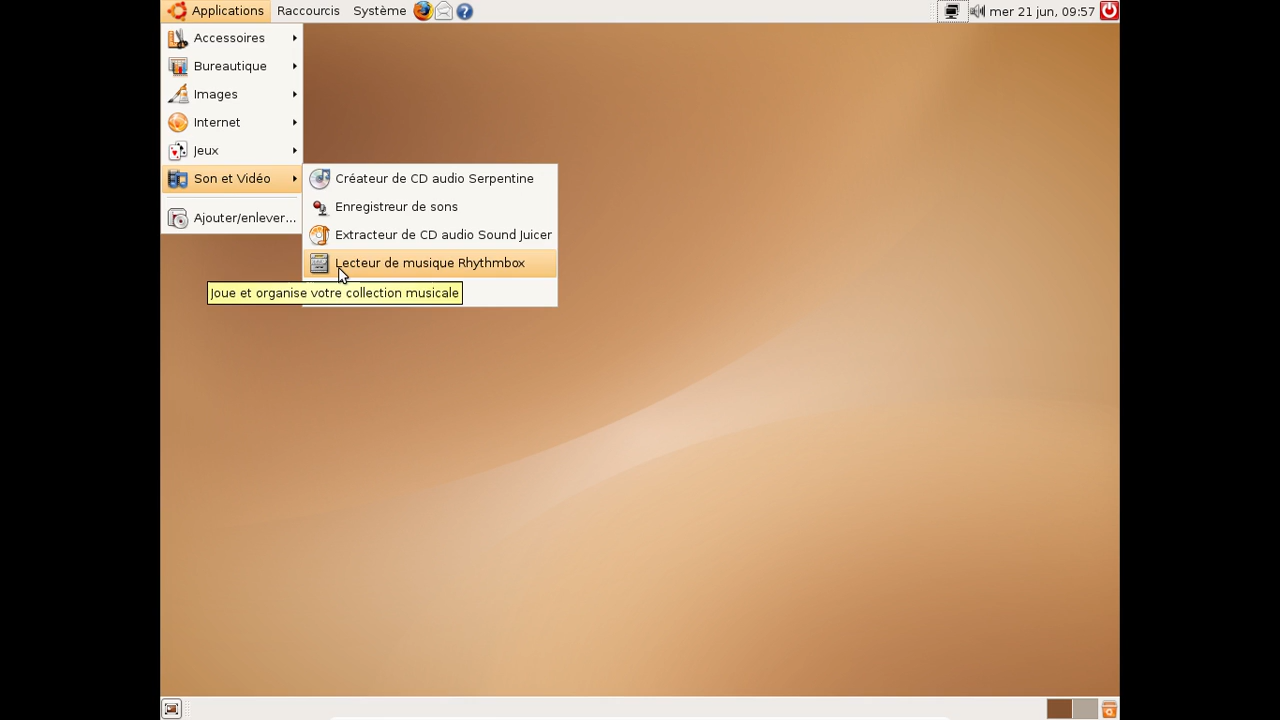 Applications Raccourcis Système mer 21 jun, 09:57
Accessoires
Bureautique
Images
Internet
Jeux
Son et Vidéo
Ajouter/enlever...
Créateur de CD audio Serpentine
Enregistreur de sons
Extracteur de CD audio Sound Juicer
Lecteur de musique Rhythmbox
Joue et organise votre collection musicale